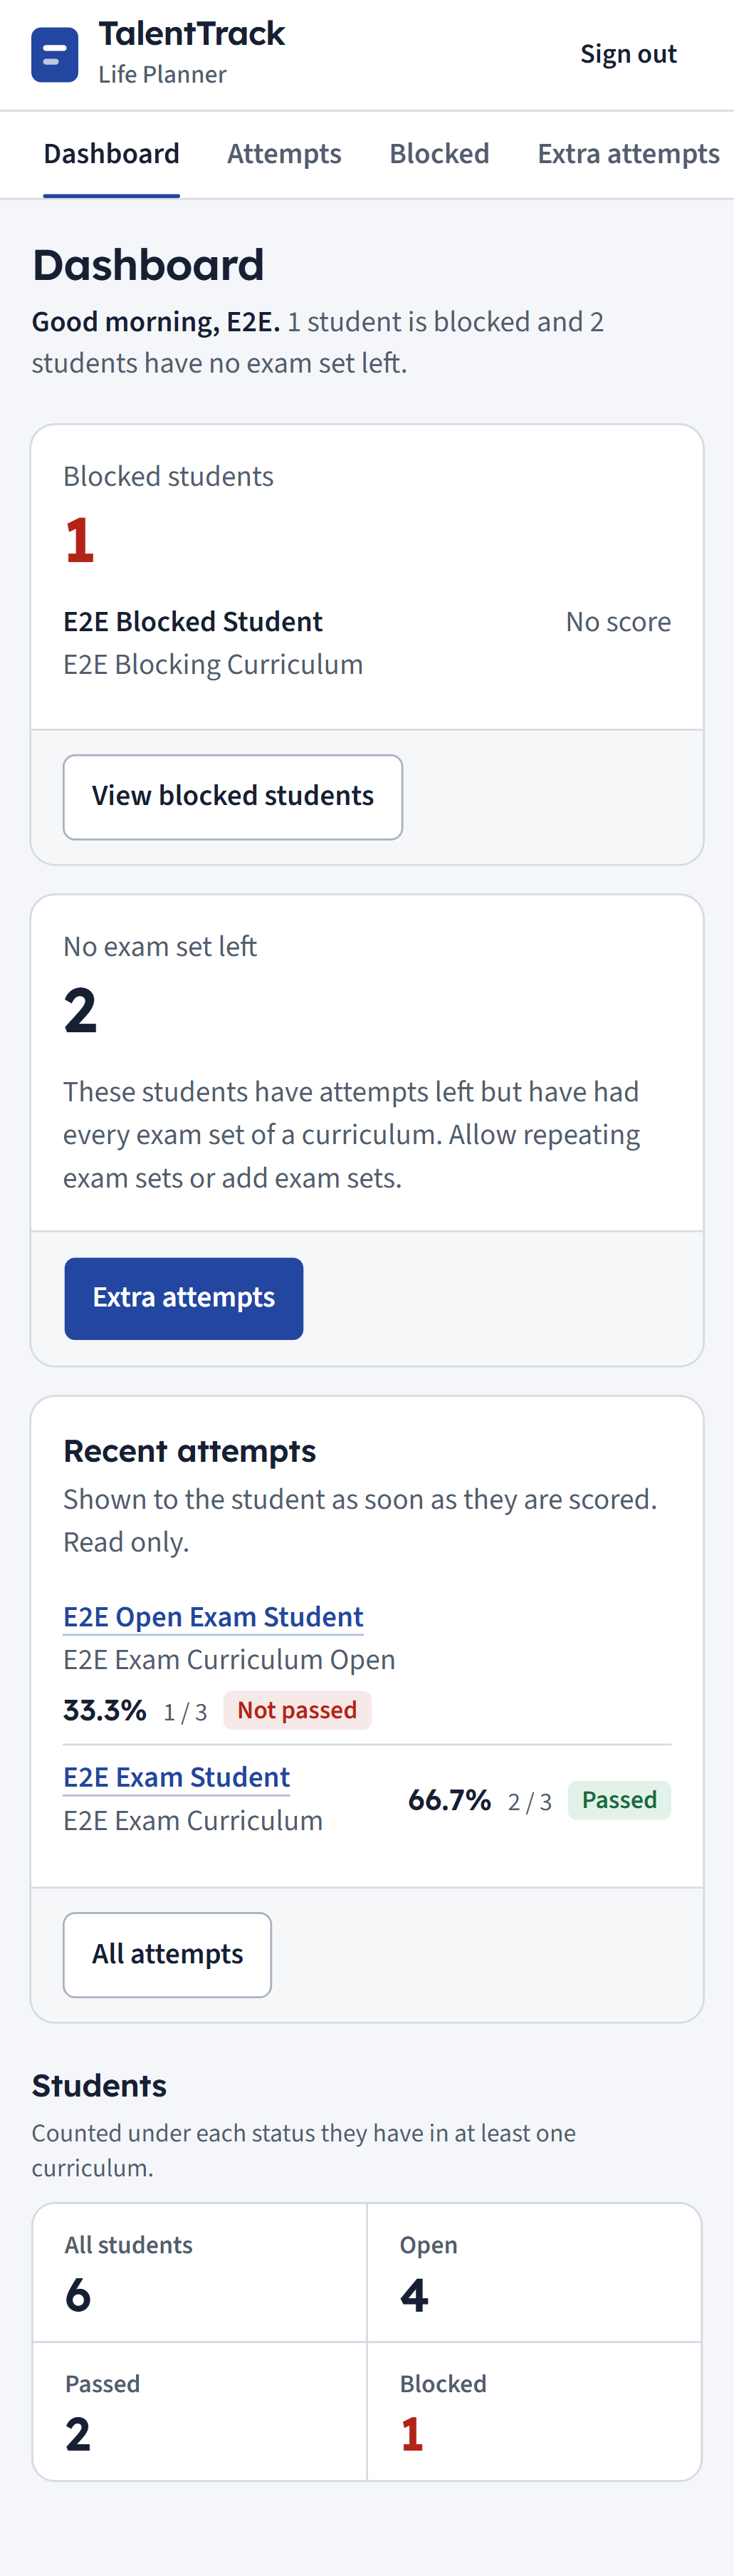 TalentTrack
Life Planner
Sign out
Dashboard
Attempts
Blocked
Extra attempts
Dashboard
Good morning, E2E. 1 student is blocked and 2
students have no exam set left.
Blocked students
1
E2E Blocked Student
No score
E2E Blocking Curriculum
View blocked students
No exam set left
2
These students have attempts left but have had
every exam set of a curriculum. Allow repeating
exam sets or add exam sets.
Extra attempts
Recent attempts
Shown to the student as soon as they are scored.
Read only.
E2E Open Exam Student
E2E Exam Curriculum Open
33.3% 1 / 3 Not passed
E2E Exam Student
E2E Exam Curriculum
66.7% 2 / 3 Passed
All attempts
Students
Counted under each status they have in at least one
curriculum.
All students
6
Open
4
Passed
2
Blocked
1